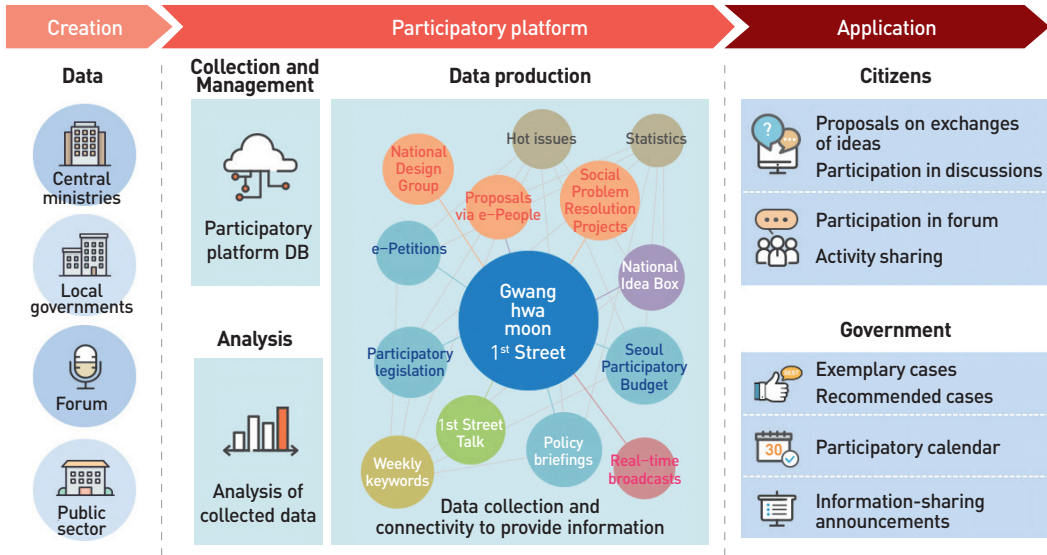 Creation
Participatory platform
Application
Data
Central
ministries
Local
governments
Forum
Public
sector
Collection and
Management
Participatory
platform DB
Analysis
Analysis of
collected data
Data production
Hot issues
Statistics
National
Design
Group
Proposals
via e-People
Social
Problem
Resolution
Projects
e-Petitions
National
Idea Box
Gwang
hwa
moon
1st Street
Participatory
legislation
Seoul
Participatory
Budget
1st Street
Talk
Weekly
keywords
Policy
briefings
Real-time
broadcasts
Data collection and
connectivity to provide information
Citizens
?
Proposals on exchanges
of ideas
Participation in discussions
Participation in forum
Activity sharing
Government
BEST
Exemplary cases
Recommended cases
30
Participatory calendar
Information-sharing
announcements